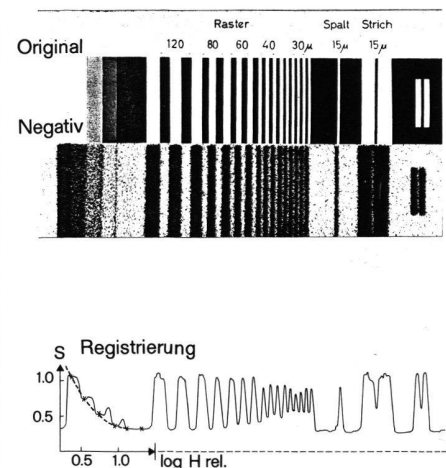 Raster Spalt Strich
Original 120 80 60 40 30µ 15µ 15µ
Negativ
S Registrierung
1.0
0.5
0.5 1.0 log H rel.